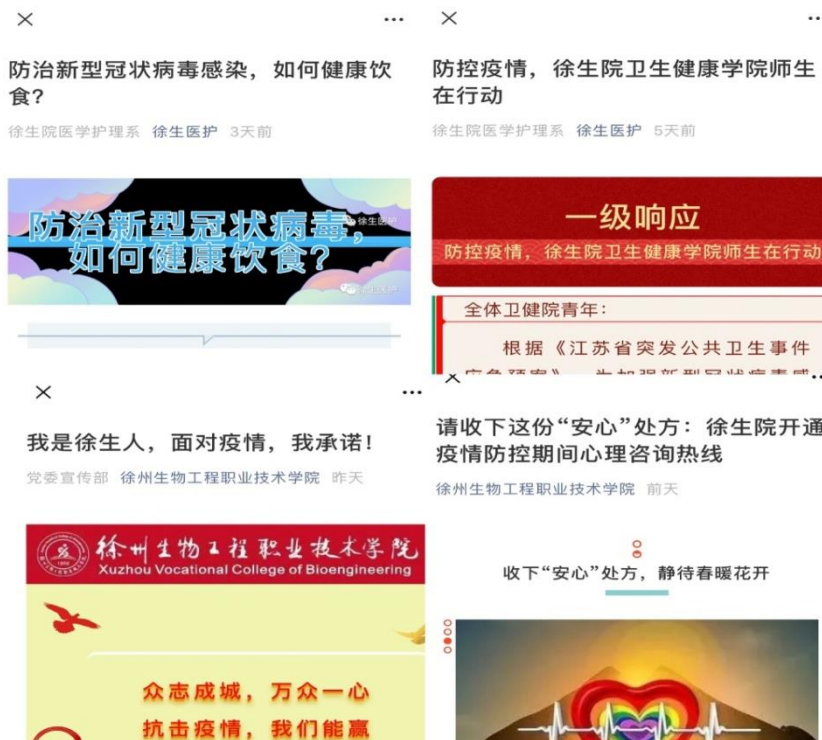 防治新型冠状病毒感染，如何健康饮
食？
徐生院医学护理系 徐生医护 3天前
防治新型冠状病毒，
如何健康饮食？
徐生医护
徐生医护
防控疫情，徐生院卫生健康学院师生
在行动
徐生院医学护理系 徐生医护 5天前
一级响应
防控疫情，徐生院卫生健康学院师生在行动
全体卫健院青年：
根据《江苏省突发公共卫生事件
我是徐生人，面对疫情，我承诺！
党委宣传部 徐州生物工程职业技术学院 昨天
徐州生物工程职业技术学院
Xuzhou Vocational College of Bioengineering
众志成城，万众一心
抗击疫情，我们能赢
请收下这份“安心”处方：徐生院开通
疫情防控期间心理咨询热线
徐州生物工程职业技术学院 前天
收下“安心”处方，静待春暖花开